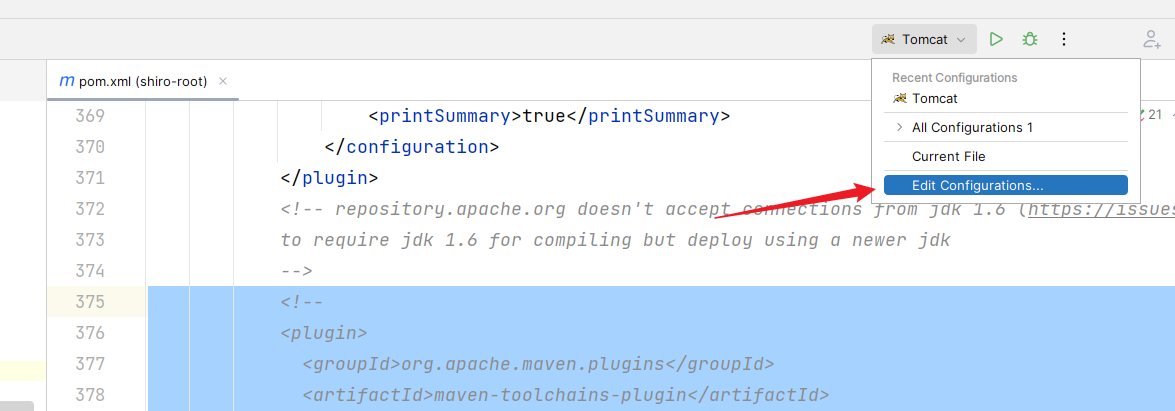 Tomcat
m pom.xml (shiro-root) ×
Recent Configurations
Tomcat
All Configurations 1
Current File
Edit Configurations...
21
369 <printSummary>true</printSummary>
370 </configuration>
371 </plugin>
372 <!-- repository.apache.org doesn't accept connections from jdk 1.6 (https://issues
373 to require jdk 1.6 for compiling but deploy using a newer jdk
374 -->
375 <!--
376 <plugin>
377 <groupId>org.apache.maven.plugins</groupId>
378 <artifactId>maven-toolchains-plugin</artifactId>